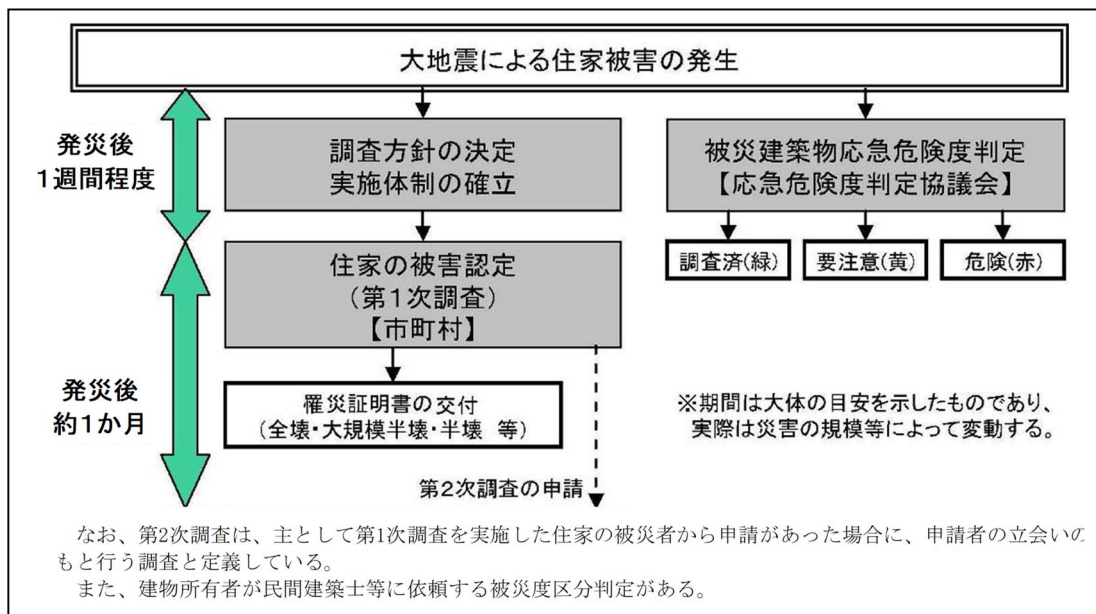 大地震による住家被害の発生
発災後
1週間程度
調査方針の決定
実施体制の確立
被災建築物応急危険度判定
【応急危険度判定協議会】
調査済(緑)
要注意(黄)
危険(赤)
住家の被害認定
(第1次調査)
【市町村】
発災後
約1か月
罹災証明書の交付
(全壊・大規模半壊・半壊 等)
※期間は大体の目安を示したものであり、
実際は災害の規模等によって変動する。
第2次調査の申請
なお、第2次調査は、主として第1次調査を実施した住家の被災者から申請があった場合に、申請者の立会いの
もと行う調査と定義している。
また、建物所有者が民間建築士等に依頼する被災度区分判定がある。